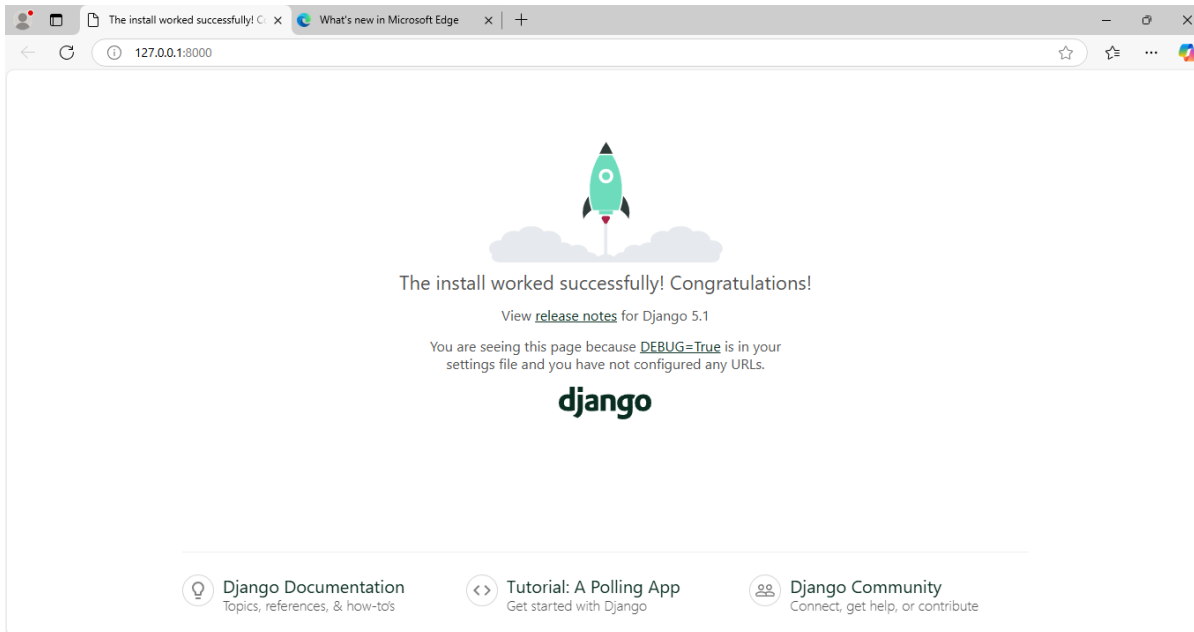 The install worked successfully! C
What's new in Microsoft Edge
127.0.0.1:8000
The install worked successfully! Congratulations!
View release notes for Django 5.1
You are seeing this page because DEBUG=True is in your
settings file and you have not configured any URLs.
django
Django Documentation
Topics, references, & how-to's
Tutorial: A Polling App
Get started with Django
Django Community
Connect, get help, or contribute